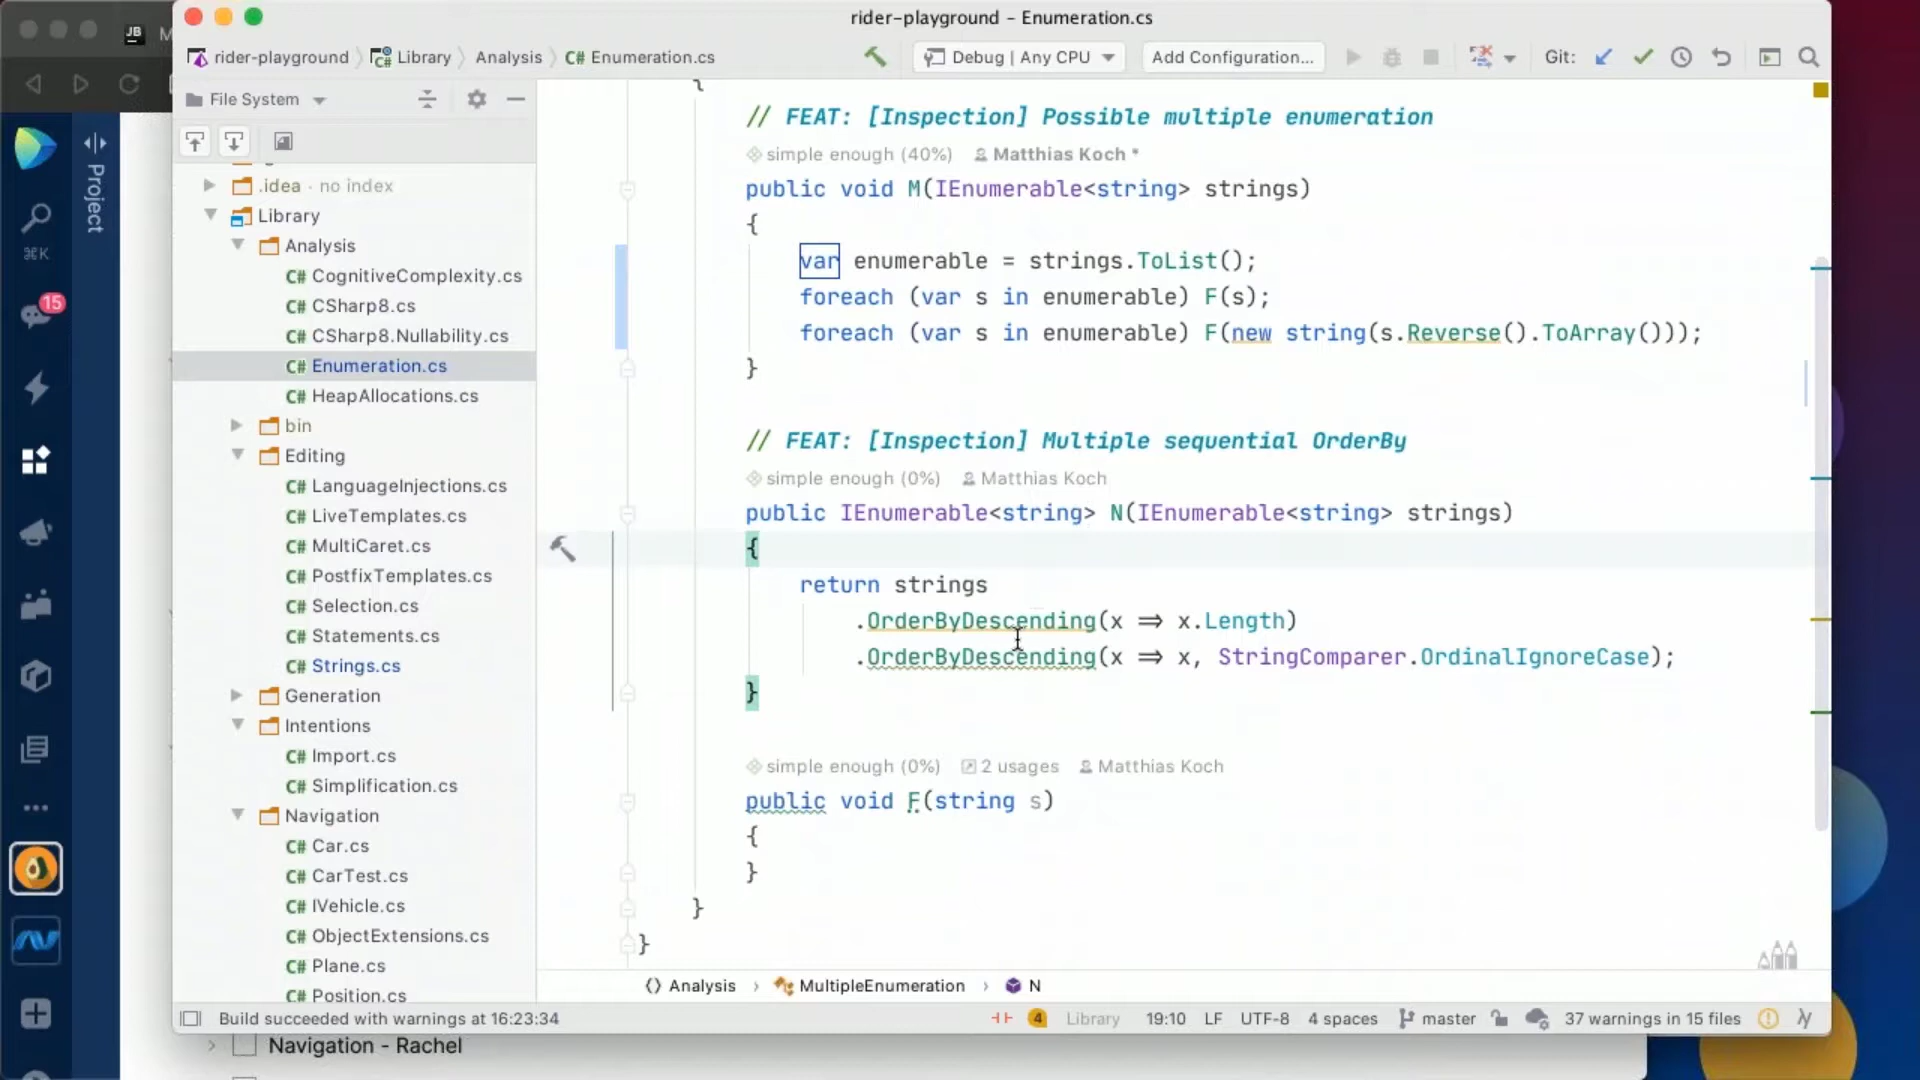 rider-playground – Enumeration.cs
JB
rider-playground
Library
Analysis
C# Enumeration.cs
Debug | Any CPU
Add Configuration...
Git:
File System
Project
⌘K
15
.idea · no index
Library
Analysis
C# CognitiveComplexity.cs
C# CSharp8.cs
C# CSharp8.Nullability.cs
C# Enumeration.cs
C# HeapAllocations.cs
bin
Editing
C# LanguageInjections.cs
C# LiveTemplates.cs
C# MultiCaret.cs
C# PostfixTemplates.cs
C# Selection.cs
C# Statements.cs
C# Strings.cs
Generation
Intentions
C# Import.cs
C# Simplification.cs
Navigation
C# Car.cs
C# CarTest.cs
C# IVehicle.cs
C# ObjectExtensions.cs
C# Plane.cs
C# Position.cs
{
// FEAT: [Inspection] Possible multiple enumeration
simple enough (40%) Matthias Koch *
public void M(IEnumerable<string> strings)
{
var enumerable = strings.ToList();
foreach (var s in enumerable) F(s);
foreach (var s in enumerable) F(new string(s.Reverse().ToArray()));
}
// FEAT: [Inspection] Multiple sequential OrderBy
simple enough (0%) Matthias Koch
public IEnumerable<string> N(IEnumerable<string> strings)
{
return strings
.OrderByDescending(x => x.Length)
.OrderByDescending(x => x, StringComparer.OrdinalIgnoreCase);
}
simple enough (0%) 2 usages Matthias Koch
public void F(string s)
{
}
}
}
Analysis › MultipleEnumeration › N
Build succeeded with warnings at 16:23:34
4
Library
19:10
LF
UTF-8
4 spaces
master
37 warnings in 15 files
Navigation - Rachel